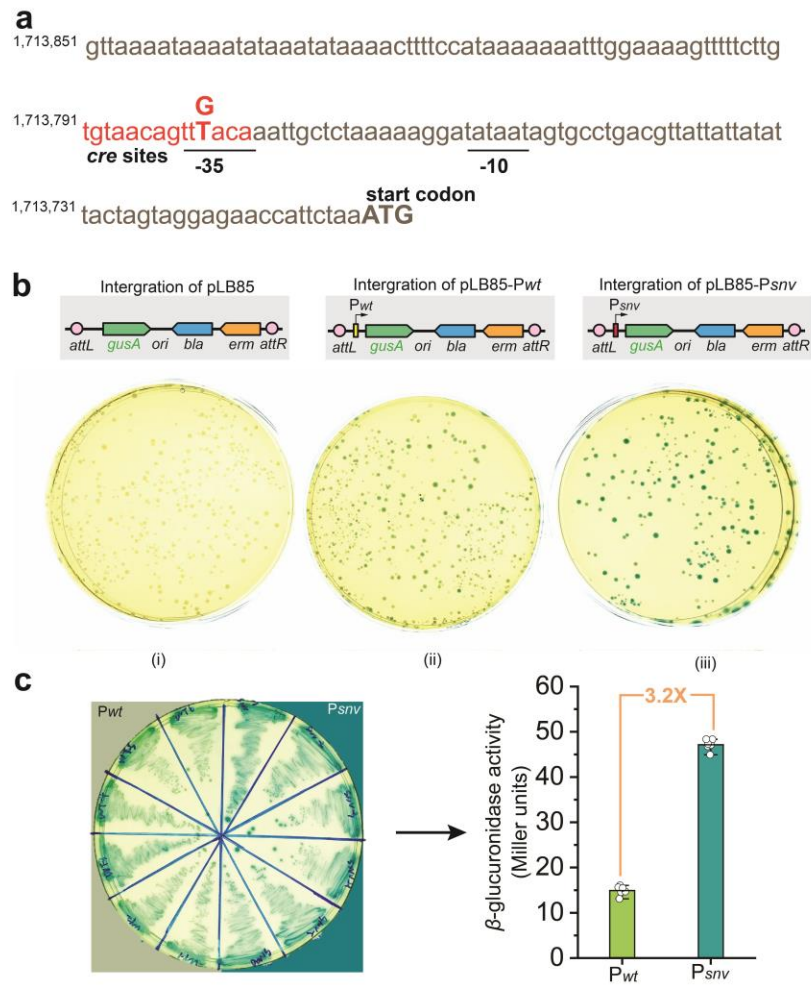 a
1,713,851 gttaaaataaaatataaatataaaacttttccataaaaaaatttggaaaagtttttcttg
G
1,713,791 tgtaacagttTacaaattgctctaaaaaggatataatagtgcctgacgttattattatat
cre sites
-35
-10
start codon
1,713,731 tactagtaggagaaccattctaaATG
b
Intergration of pLB85
attL gusA ori bla erm attR
Intergration of pLB85-Pwt
Pwt
attL gusA ori bla erm attR
Intergration of pLB85-Psnv
Psnv
attL gusA ori bla erm attR
(i)
(ii)
(iii)
c
Pwt
Psnv
β-glucuronidase activity
(Miller units)
60
50
40
30
20
10
0
3.2X
Pwt
Psnv